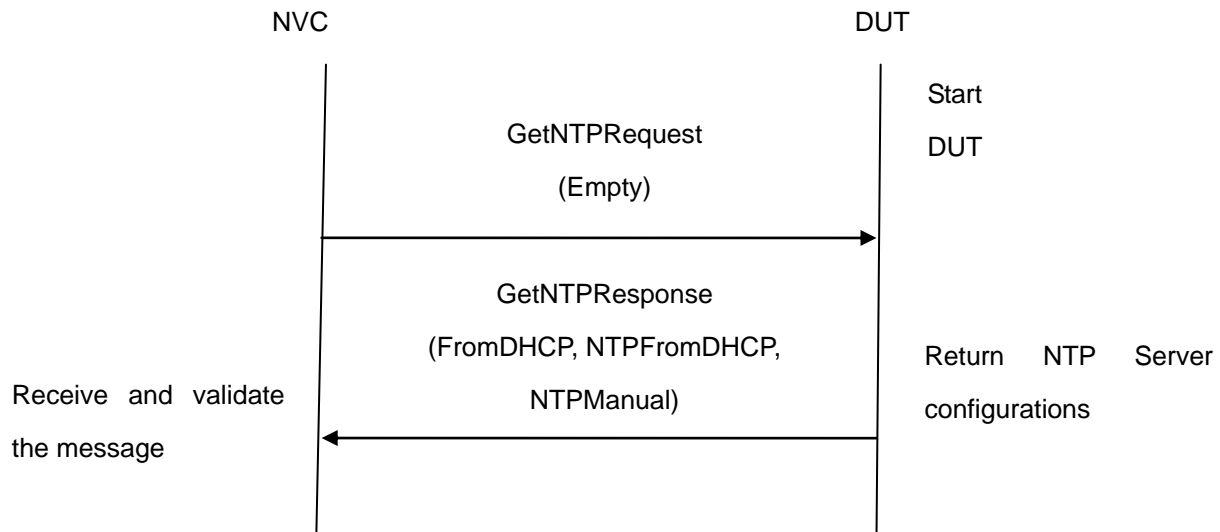 NVC
DUT
Start
DUT
GetNTPRequest
(Empty)
GetNTPResponse
(FromDHCP, NTPFromDHCP,
NTPManual)
Return NTP Server
configurations
Receive and validate
the message